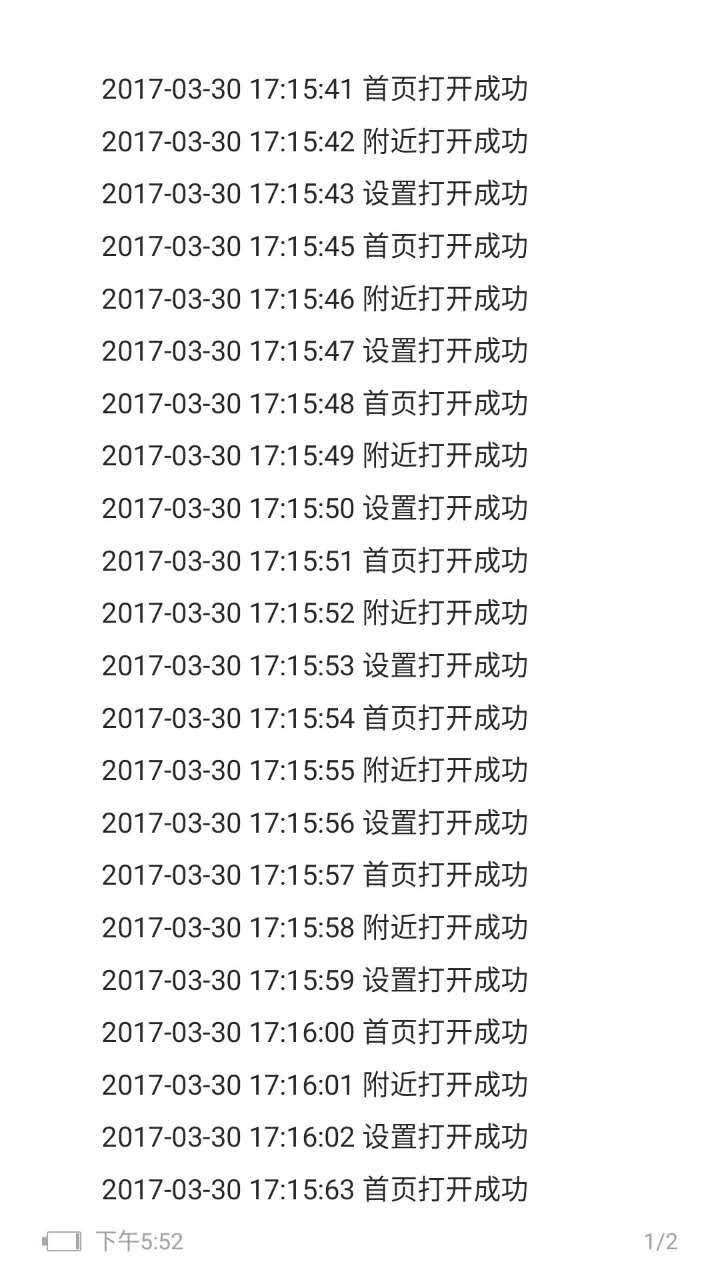 2017-03-30 17:15:41 首页打开成功
2017-03-30 17:15:42 附近打开成功
2017-03-30 17:15:43 设置打开成功
2017-03-30 17:15:45 首页打开成功
2017-03-30 17:15:46 附近打开成功
2017-03-30 17:15:47 设置打开成功
2017-03-30 17:15:48 首页打开成功
2017-03-30 17:15:49 附近打开成功
2017-03-30 17:15:50 设置打开成功
2017-03-30 17:15:51 首页打开成功
2017-03-30 17:15:52 附近打开成功
2017-03-30 17:15:53 设置打开成功
2017-03-30 17:15:54 首页打开成功
2017-03-30 17:15:55 附近打开成功
2017-03-30 17:15:56 设置打开成功
2017-03-30 17:15:57 首页打开成功
2017-03-30 17:15:58 附近打开成功
2017-03-30 17:15:59 设置打开成功
2017-03-30 17:16:00 首页打开成功
2017-03-30 17:16:01 附近打开成功
2017-03-30 17:16:02 设置打开成功
2017-03-30 17:15:63 首页打开成功
下午5:52 1/2